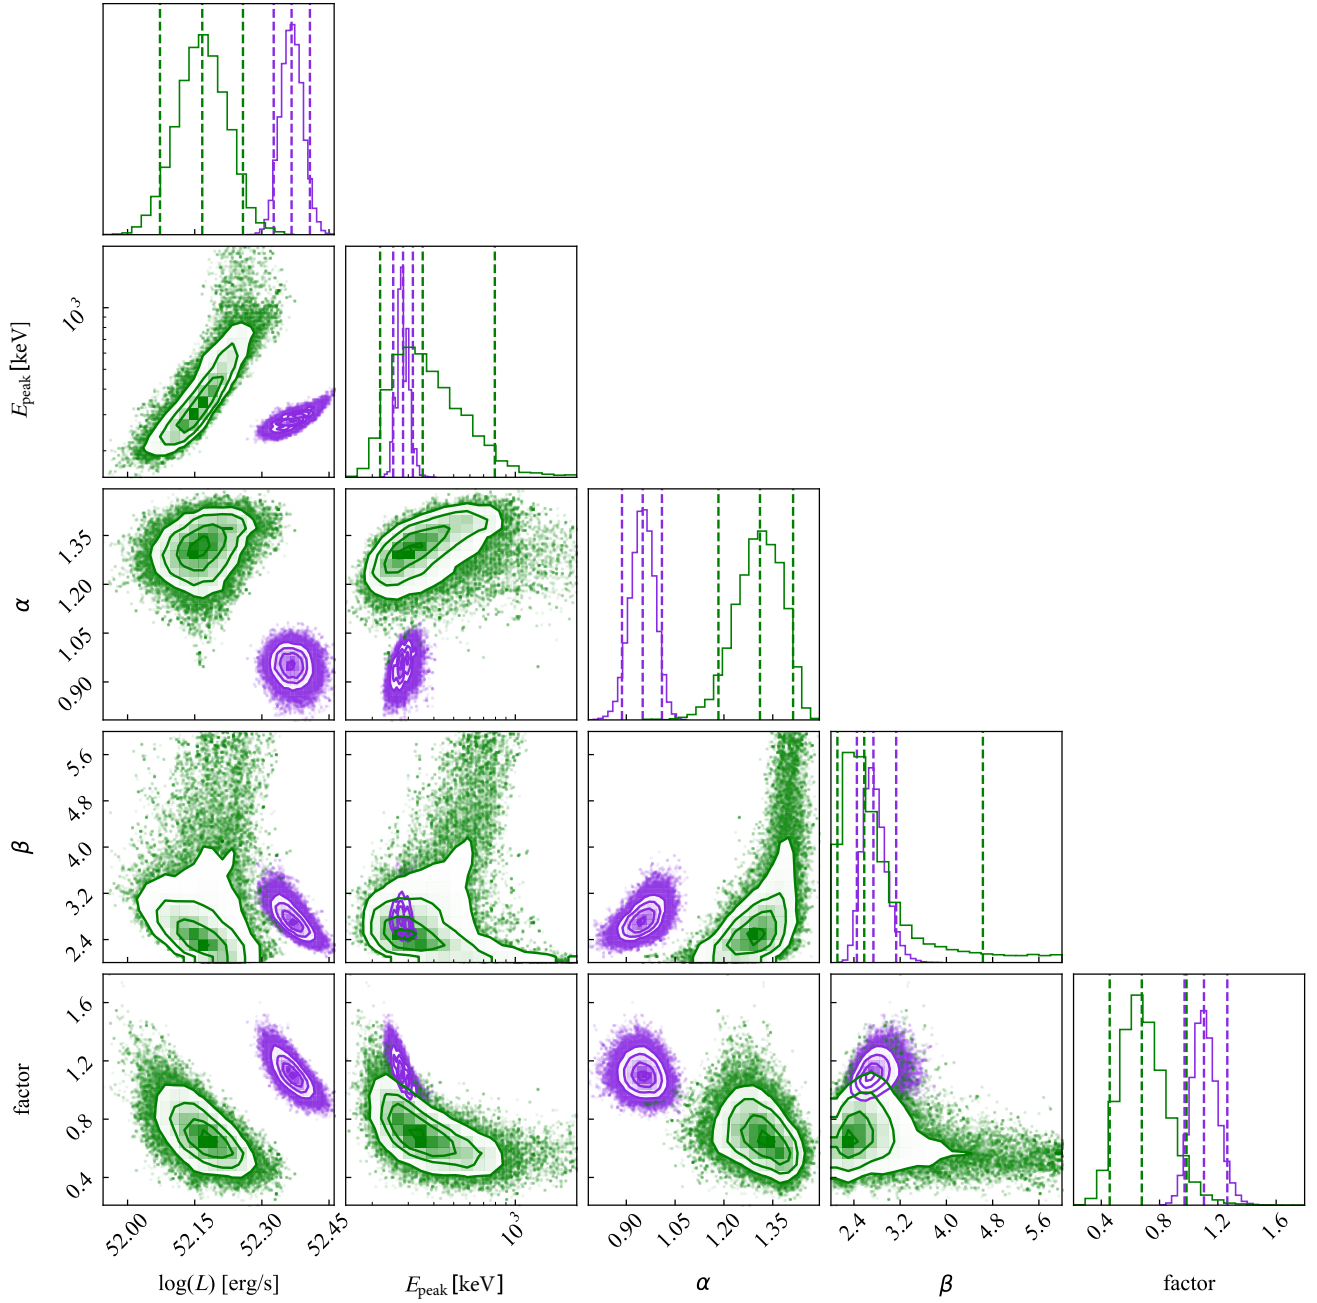 10³
E_peak [keV]
1.35
1.20
1.05
0.90
α
5.6
4.8
4.0
3.2
2.4
β
1.6
1.2
0.8
0.4
factor
52.00 52.15 52.30 52.45 10³ 0.90 1.05 1.20 1.35 2.4 3.2 4.0 4.8 5.6 0.4 0.8 1.2 1.6
log(L) [erg/s] E_peak [keV] α β factor